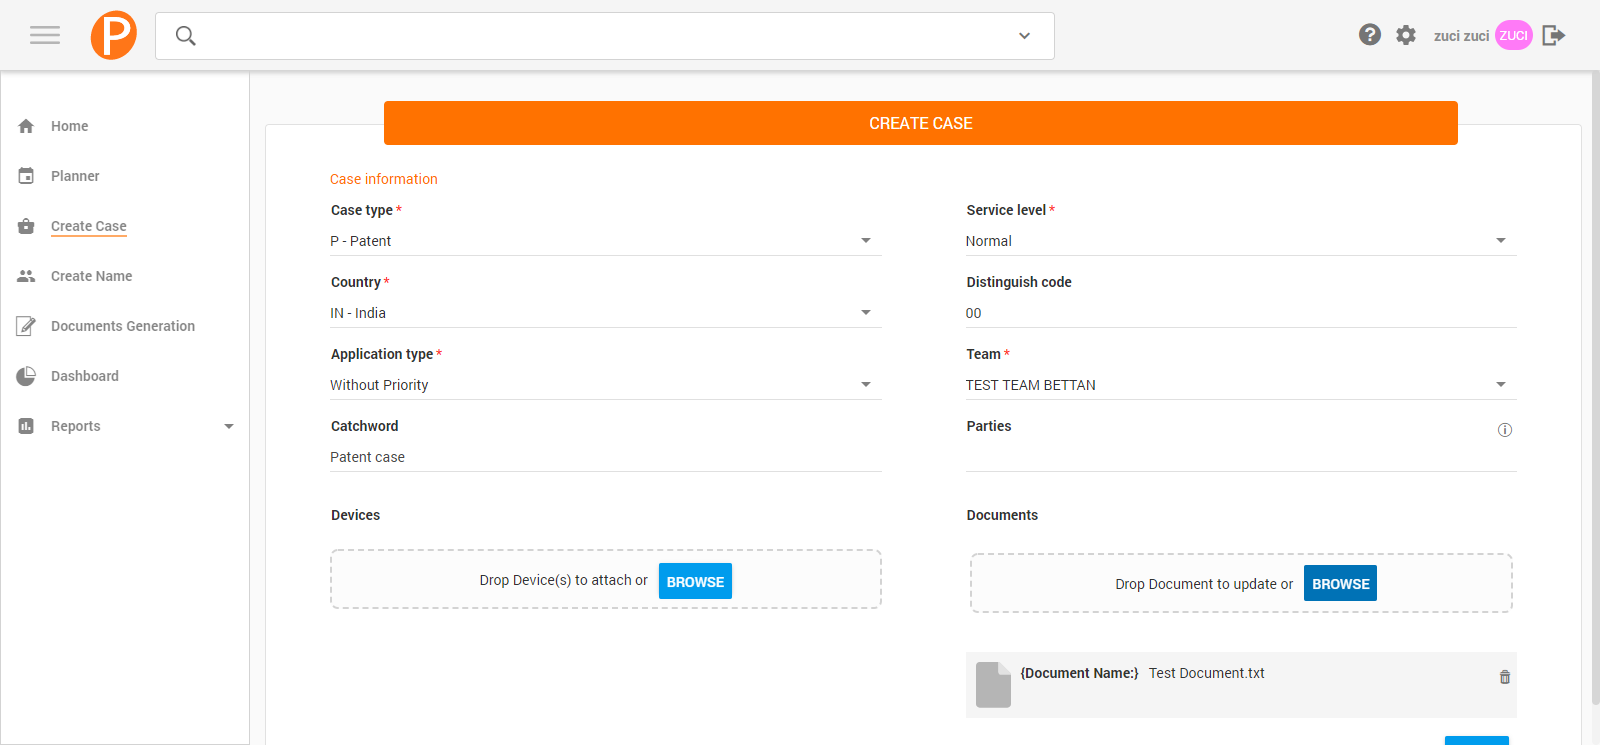 P
zuci zuci ZUCI
Home
Planner
Create Case
Create Name
Documents Generation
Dashboard
Reports
CREATE CASE
Case information
Case type *
P - Patent
Service level *
Normal
Country *
IN - India
Distinguish code
00
Application type *
Without Priority
Team *
TEST TEAM BETTAN
Catchword
Patent case
Parties
Devices
Drop Device(s) to attach or BROWSE
Documents
Drop Document to update or BROWSE
{Document Name:} Test Document.txt